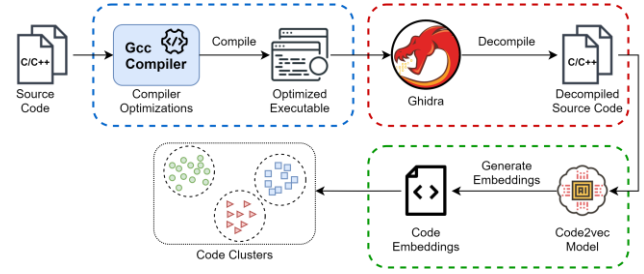 C/C++
Source
Code
Gcc
Compiler
Compiler
Optimizations
Compile
Optimized
Executable
Ghidra
Decompile
C/C++
Decompiled
Source Code
Code Clusters
Code
Embeddings
Generate
Embeddings
AI
Code2vec
Model